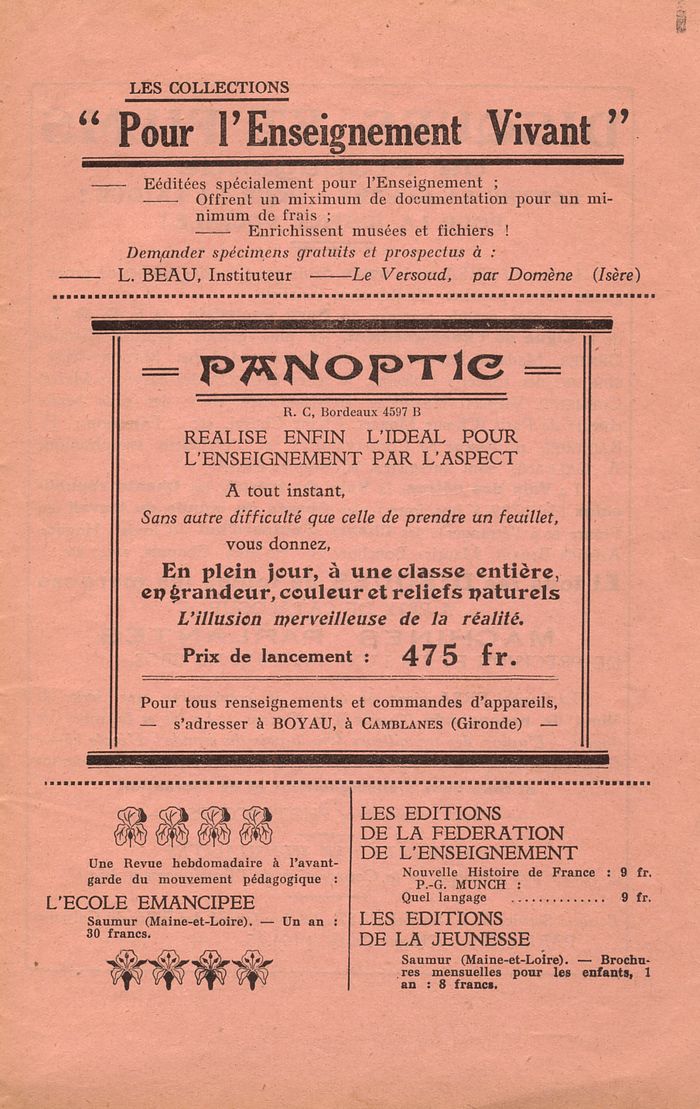 LES COLLECTIONS
“ Pour l'Enseignement Vivant ”
—— Eéditées spécialement pour l'Enseignement ;
—— Offrent un miximum de documentation pour un mi-
nimum de frais ;
—— Enrichissent musées et fichiers !
Demander spécimens gratuits et prospectus à :
—— L. BEAU, Instituteur ——Le Versoud, par Domène (Isère)
= PANOPTIC =
R. C, Bordeaux 4597 B
REALISE ENFIN L'IDEAL POUR
L'ENSEIGNEMENT PAR L'ASPECT
A tout instant,
Sans autre difficulté que celle de prendre un feuillet,
vous donnez,
En plein jour, à une classe entière,
en grandeur, couleur et reliefs naturels
L'illusion merveilleuse de la réalité.
Prix de lancement : 475 fr.
Pour tous renseignements et commandes d'appareils,
— s'adresser à BOYAU, à CAMBLANES (Gironde) —
Une Revue hebdomadaire à l'avant-
garde du mouvement pédagogique :
L'ECOLE EMANCIPEE
Saumur (Maine-et-Loire). — Un an :
30 francs.
LES EDITIONS
DE LA FEDERATION
DE L'ENSEIGNEMENT
Nouvelle Histoire de France : 9 fr.
P.-G. MUNCH :
Quel langage .............. 9 fr.
LES EDITIONS
DE LA JEUNESSE
Saumur (Maine-et-Loire). — Brochu-
res mensuelles pour les enfants, 1
an : 8 francs.